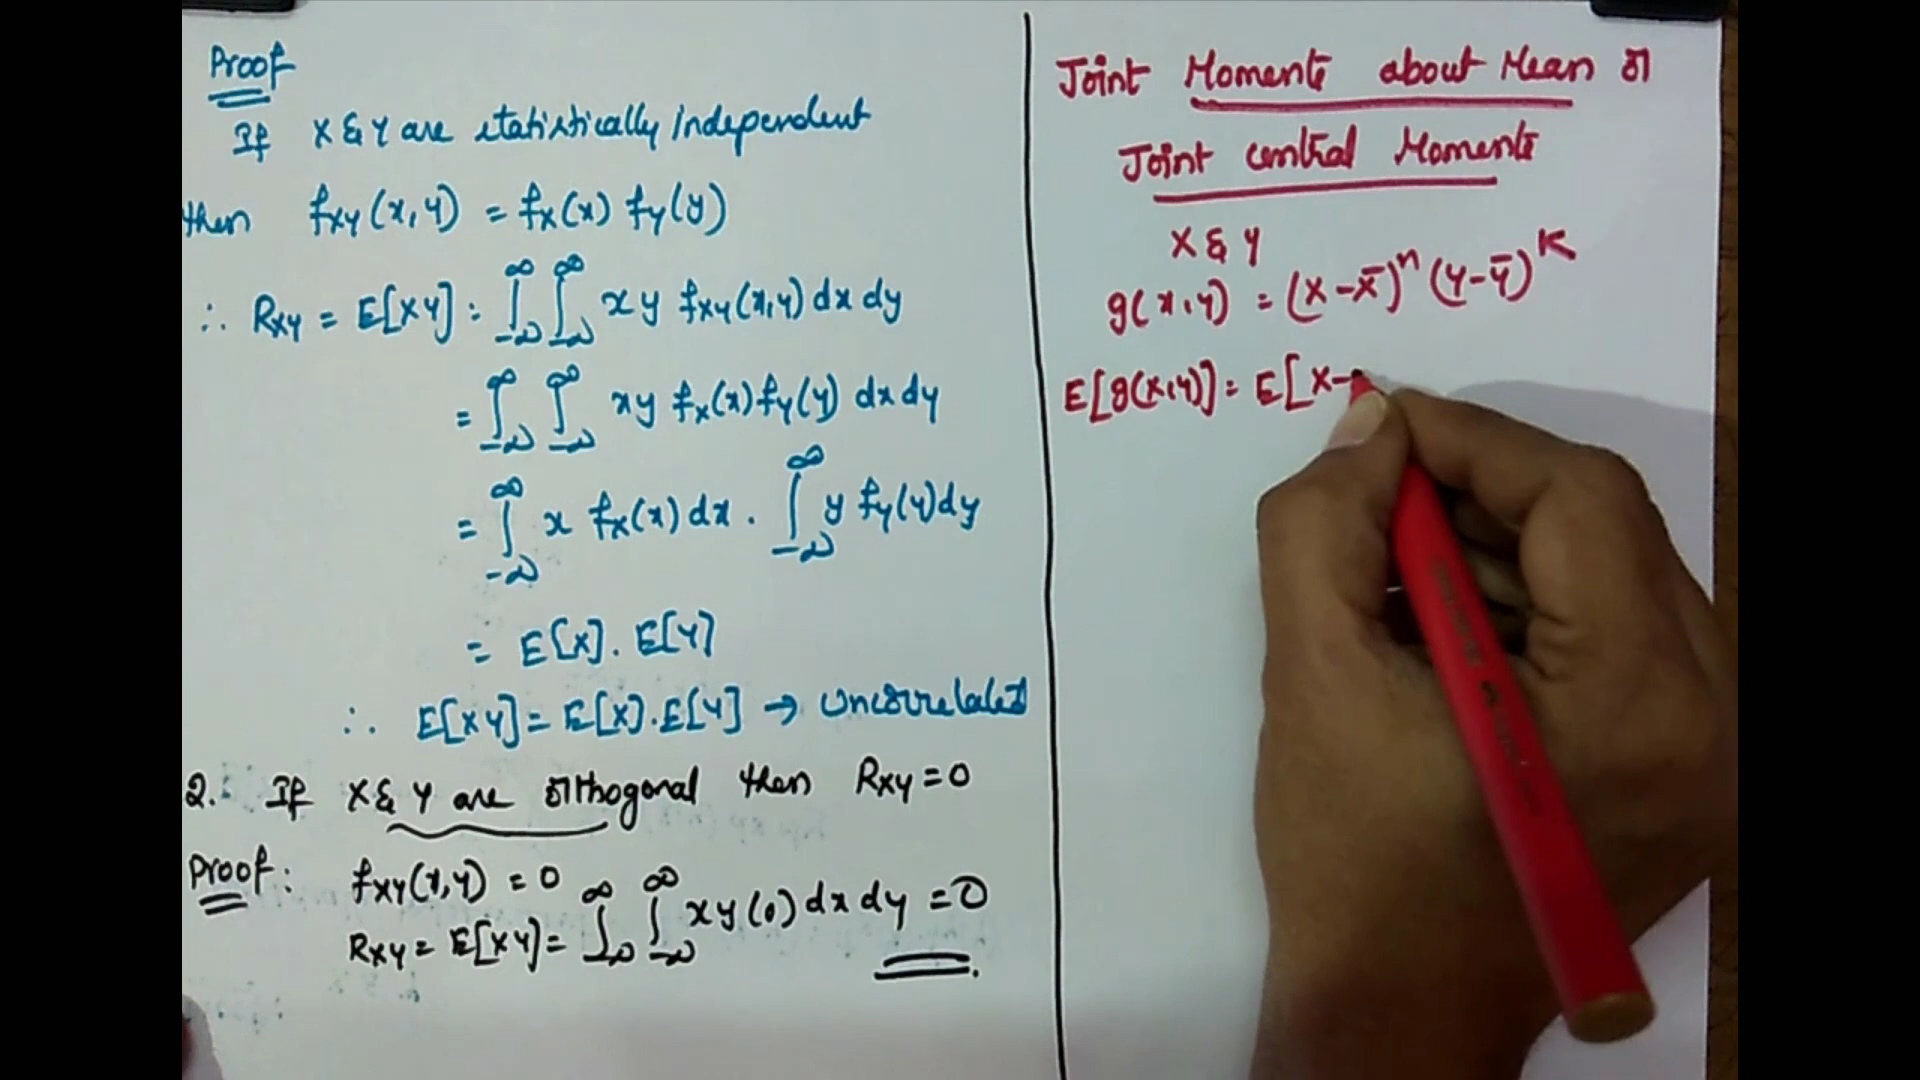 Proof
If X & Y are statistically independent
then fXY(x,y) = fX(x) fY(y)
∴ RXY = E[XY] = ∫_{-∞}^{∞} ∫_{-∞}^{∞} xy fXY(x,y) dx dy
= ∫_{-∞}^{∞} ∫_{-∞}^{∞} xy fX(x) fY(y) dx dy
= ∫_{-∞}^{∞} x fX(x) dx . ∫_{-∞}^{∞} y fY(y) dy
= E[X] . E[Y]
∴ E[XY] = E[X] . E[Y] → Uncorrelated
2. If X & Y are orthogonal then RXY = 0
Proof : fXY(x,y) = 0
RXY = E[XY] = ∫_{-∞}^{∞} ∫_{-∞}^{∞} xy (0) dx dy = 0
Joint Moments about Mean or
Joint central Moments
X & Y
g(x,y) = (X - X̄)^n (Y - Ȳ)^K
E[g(x,y)] = E[X -